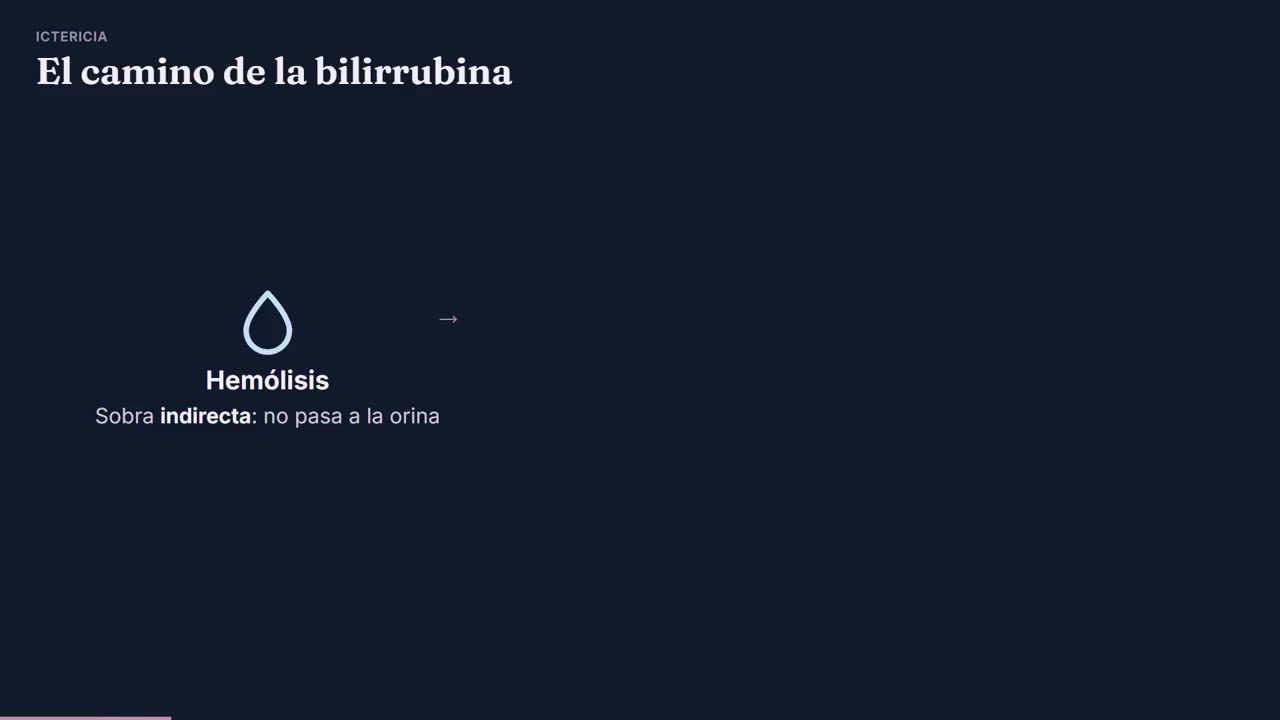 ICTERICIA
El camino de la bilirrubina
→
Hemólisis
Sobra indirecta: no pasa a la orina